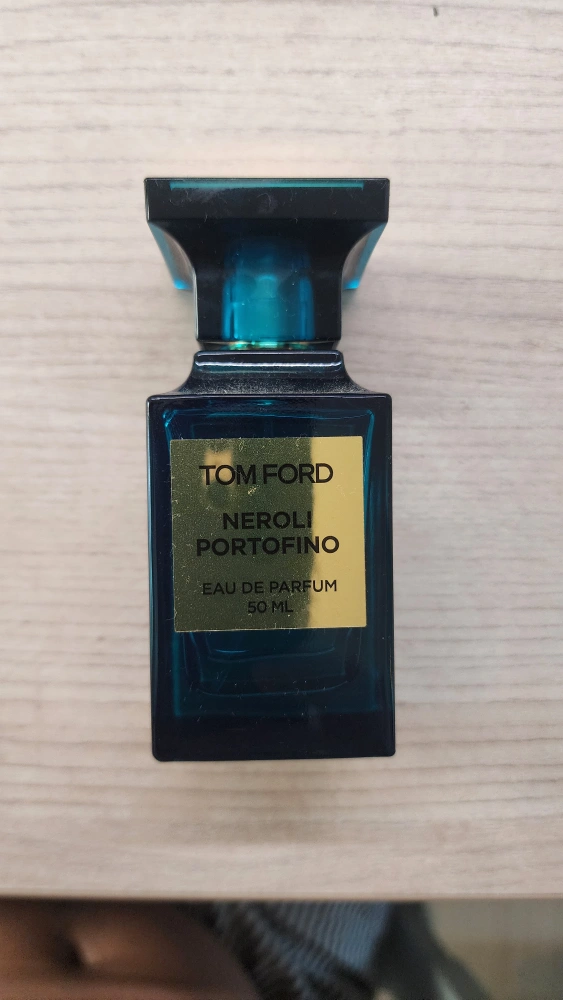 TOM FORD
NEROLI
PORTOFINO
EAU DE PARFUM
50 ML